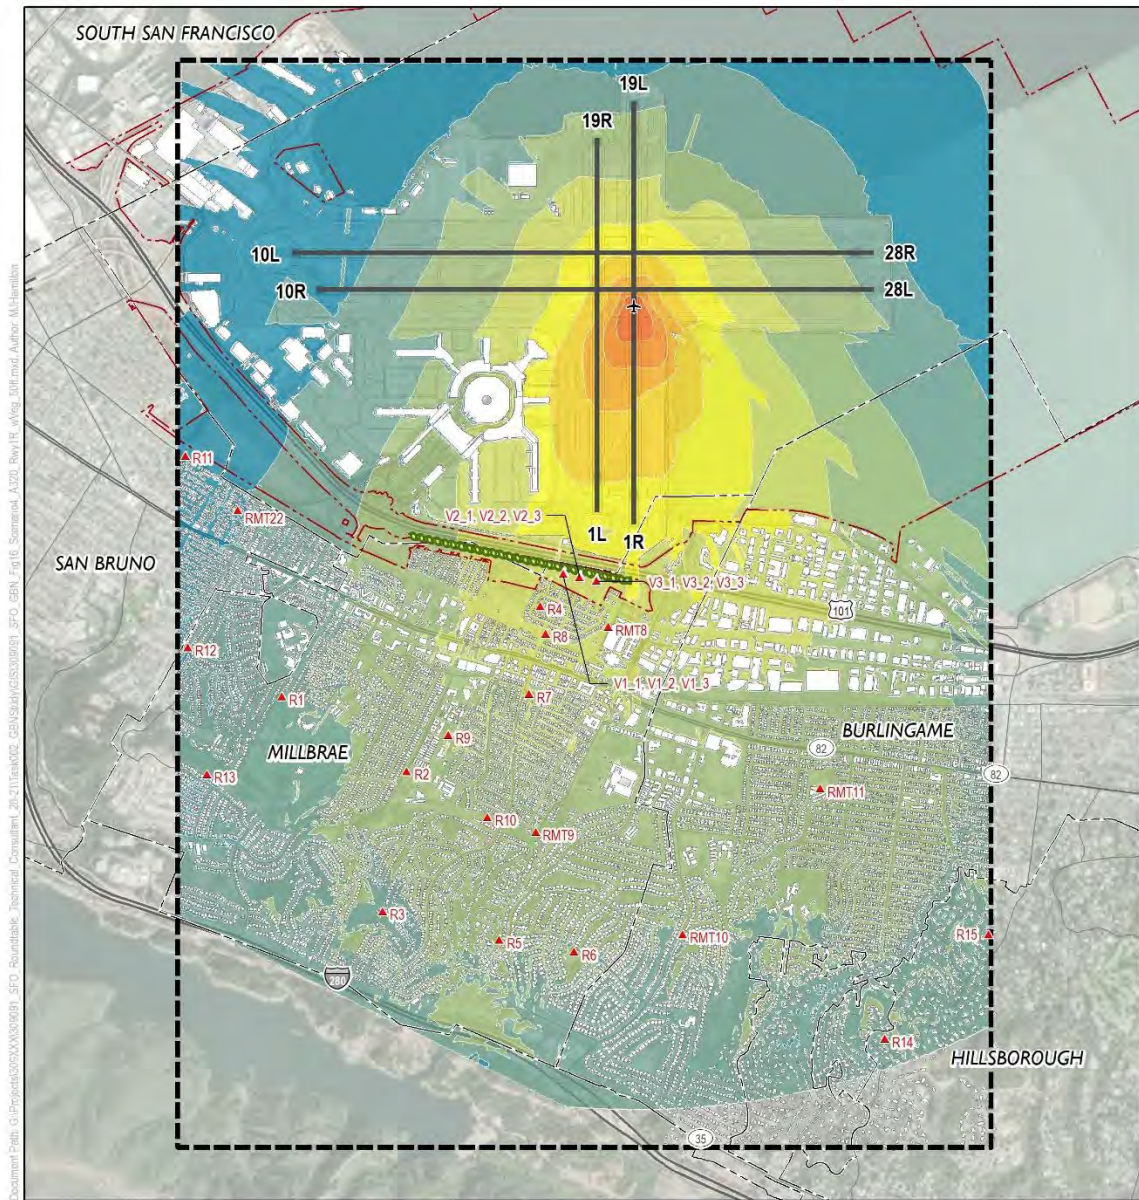 SOUTH SAN FRANCISCO
19L
19R
10L
28R
10R
28L
R11
V2_1, V2_2, V2_3
1L
1R
RMT22
SAN BRUNO
V3_1, V3_2, V3_3
R4
101
R8
RMT8
R12
V1_1, V1_2, V1_3
R1
R7
BURLINGAME
R9
82
MILLBRAE
R2
82
R13
RMT11
R10
RMT9
R3
R5
RMT10
R15
R6
280
R14
HILLSBOROUGH
35